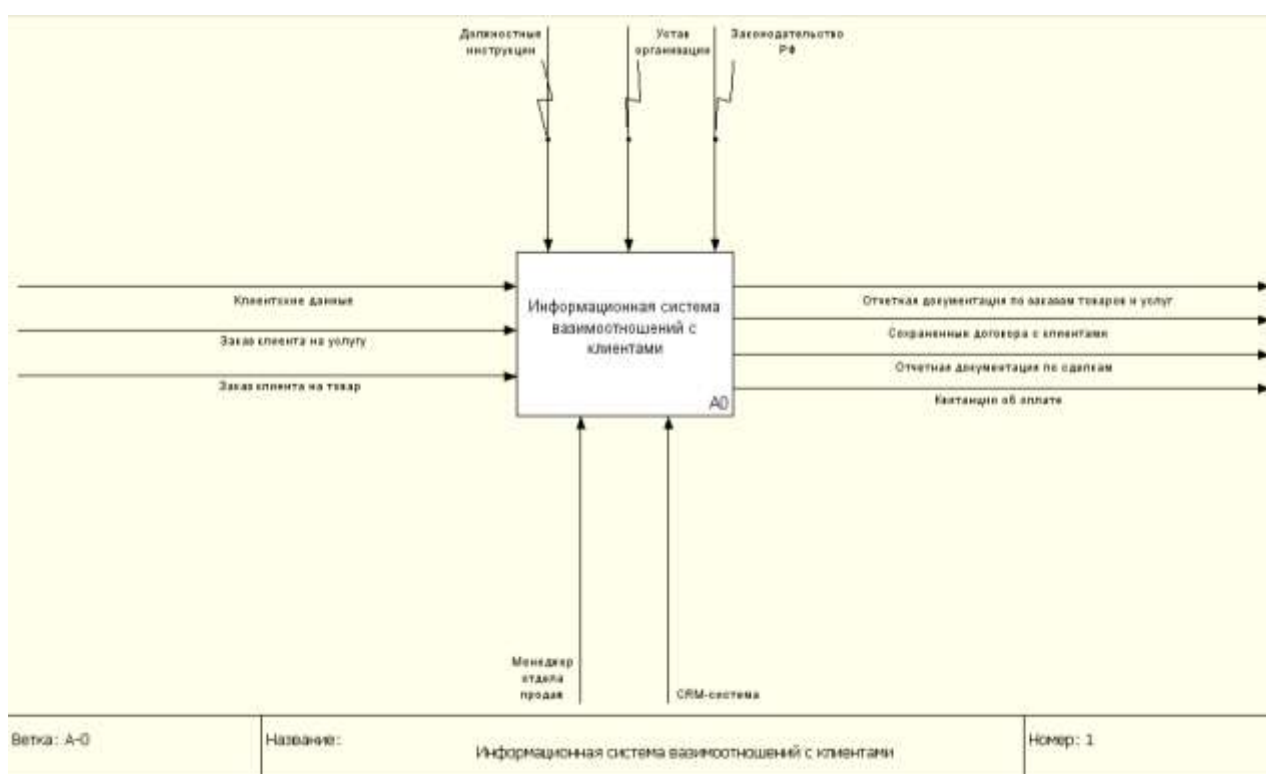 Должностные
инструкции
Устав
организации
Законодательство
РФ
Клиентские данные
Заказ клиента на услугу
Заказ клиента на товар
Информационная система
вазимоотношений с
клиентами
A0
Отчетная документация по заказам товаров и услуг
Сохраненные договора с клиентами
Отчетная документация по сделкам
Квитанции об оплате
Менеджер
отдела
продаж
CRM-система
Ветка: A-0
Название:
Информационная система вазимоотношений с клиентами
Номер: 1